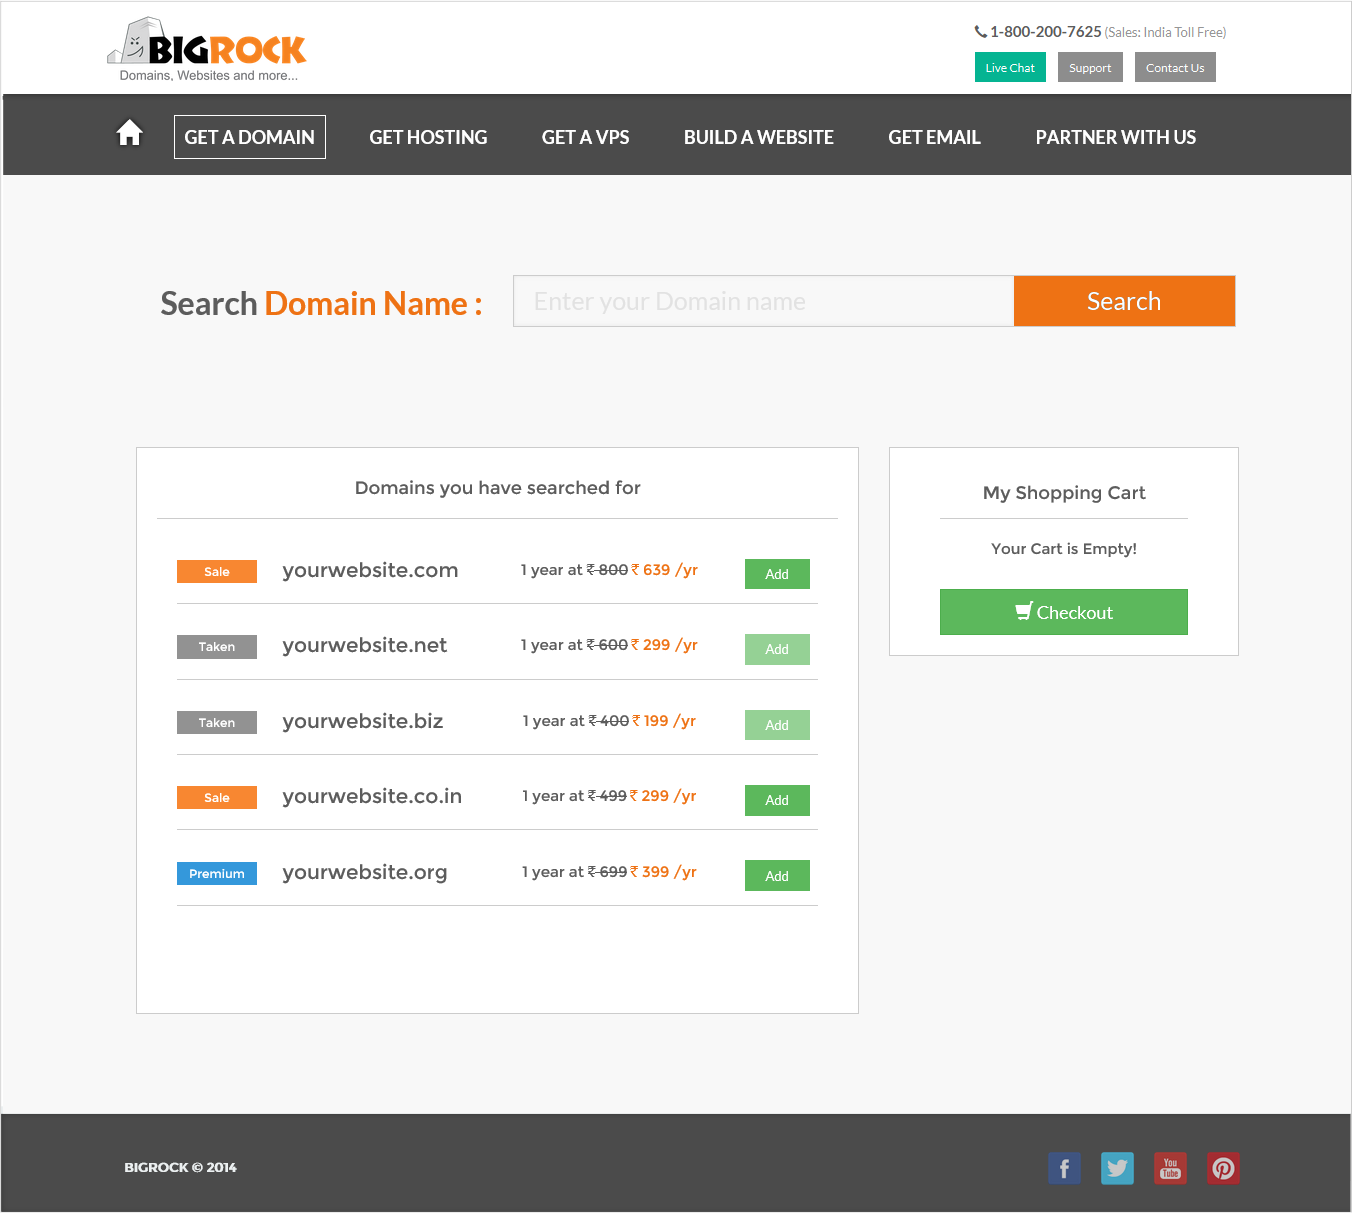 BIGROCK
Domains, Websites and more...
1-800-200-7625 (Sales: India Toll Free)
Live Chat Support Contact Us
GET A DOMAIN GET HOSTING GET A VPS BUILD A WEBSITE GET EMAIL PARTNER WITH US
Search Domain Name : Enter your Domain name Search
Domains you have searched for
Sale yourwebsite.com 1 year at ₹ 800 ₹ 639 /yr Add
Taken yourwebsite.net 1 year at ₹ 600 ₹ 299 /yr Add
Taken yourwebsite.biz 1 year at ₹ 400 ₹ 199 /yr Add
Sale yourwebsite.co.in 1 year at ₹ 499 ₹ 299 /yr Add
Premium yourwebsite.org 1 year at ₹ 699 ₹ 399 /yr Add
My Shopping Cart
Your Cart is Empty!
Checkout
BIGROCK © 2014
f
You
Tube